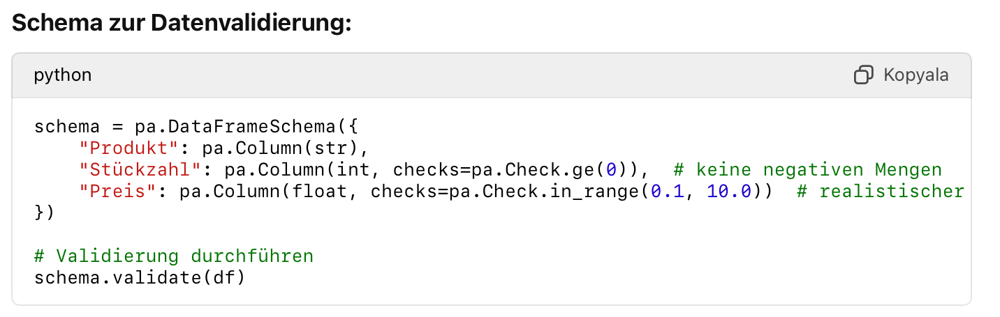 Schema zur Datenvalidierung:
python
Kopyala
schema = pa.DataFrameSchema({
    "Produkt": pa.Column(str),
    "Stückzahl": pa.Column(int, checks=pa.Check.ge(0)),  # keine negativen Mengen
    "Preis": pa.Column(float, checks=pa.Check.in_range(0.1, 10.0))  # realistischer
})

# Validierung durchführen
schema.validate(df)